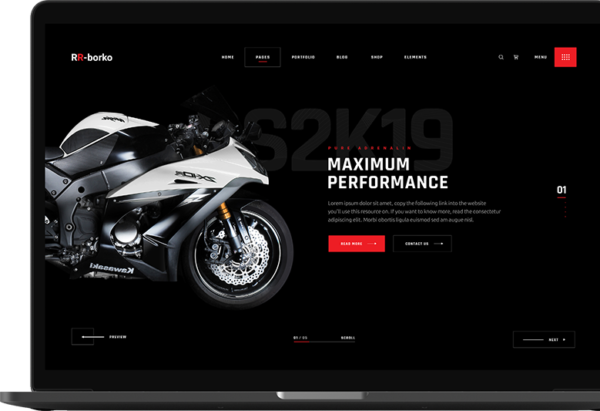 RR-borko
HOME PAGES PORTFOLIO BLOG SHOP ELEMENTS
MENU
S2K19
PURE ADRENALIN
MAXIMUM
PERFORMANCE
Lorem ipsum dolor sit amet, copy the following link into the website
you'll use this resource on. If you want to know more, read the consectetur
adipiscing elit. Morbi lobortis ligula euismod sed am augue nisl.
READ MORE CONTACT US
01
Kawasaki
PREVIEW
01 / 05 SCROLL
NEXT